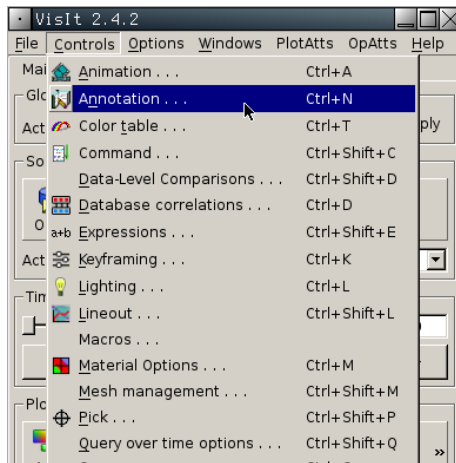 VisIt 2.4.2
File Controls Options Windows PlotAtts OpAtts Help
Animation . . . Ctrl+A
Annotation . . . Ctrl+N
Color table . . . Ctrl+T
Command . . . Ctrl+Shift+C
Data-Level Comparisons . . . Ctrl+Shift+D
Database correlations . . . Ctrl+D
a+b Expressions . . . Ctrl+Shift+E
Keyframing . . . Ctrl+K
Lighting . . . Ctrl+L
Lineout . . . Ctrl+Shift+L
Macros . . .
Material Options . . . Ctrl+M
Mesh management . . . Ctrl+Shift+M
Pick . . . Ctrl+Shift+P
Query over time options . . . Ctrl+Shift+Q